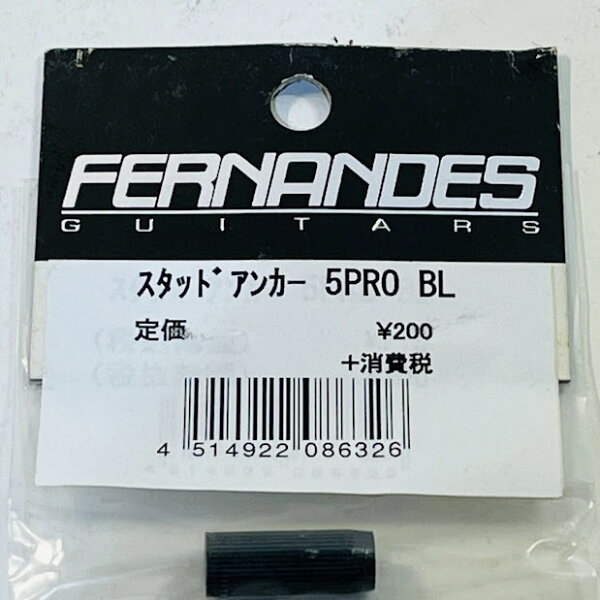 FERNANDES
GUITARS
ｽﾀｯﾄﾞｱﾝｶｰ 5PRO BL
定価 ¥200
+消費税
4 514922 086326